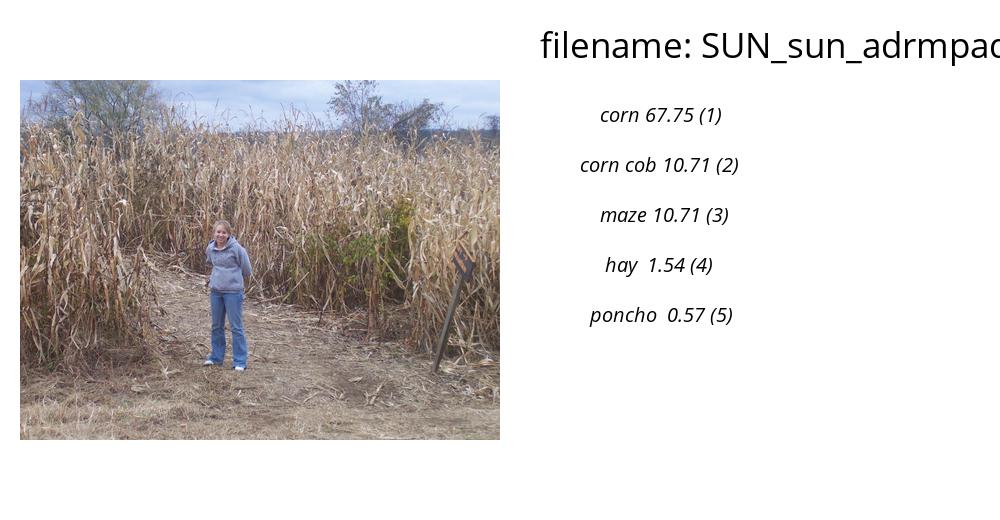 filename: SUN_sun_adrmpad
corn 67.75 (1)
corn cob 10.71 (2)
maze 10.71 (3)
hay 1.54 (4)
poncho 0.57 (5)